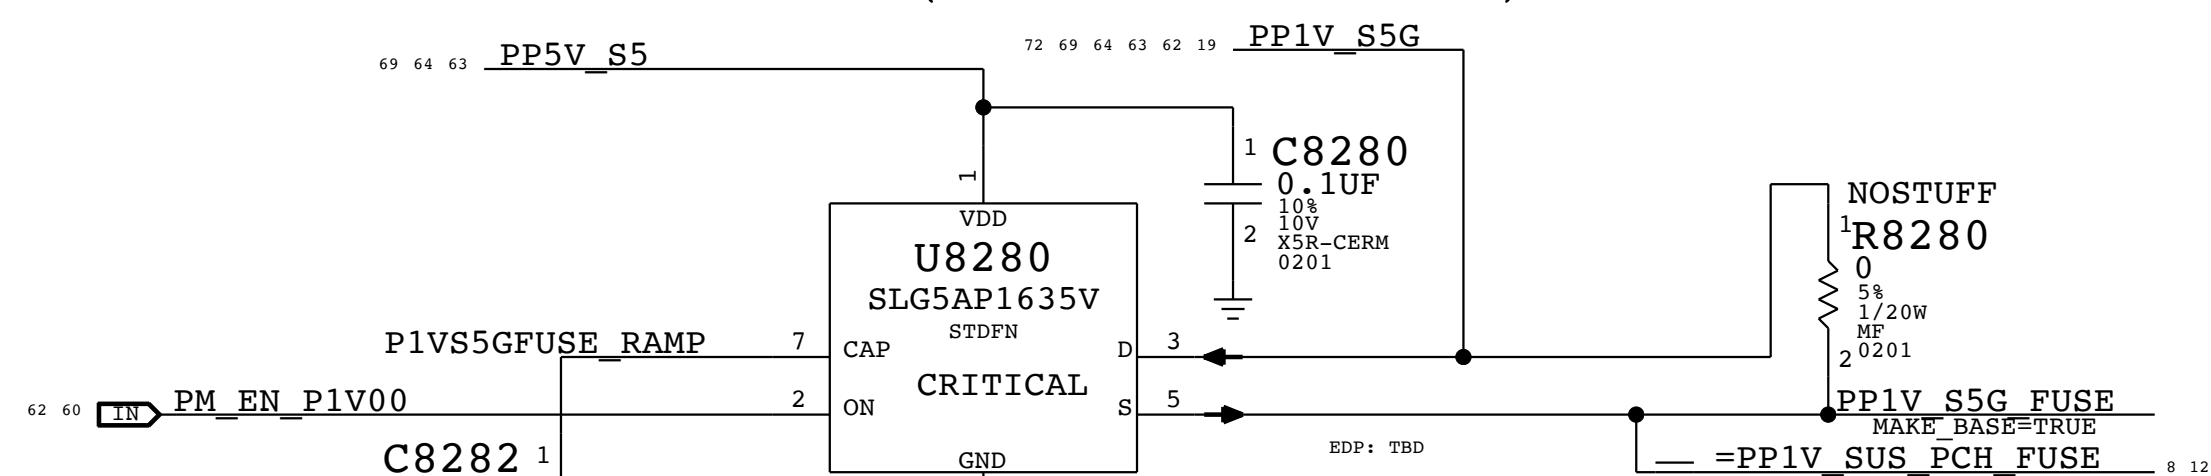 72 69 64 63 62 19 PP1V_S5G
69 64 63 PP5V_S5
1 C8280
0.1UF
10%
10V
2 X5R-CERM
0201
1
VDD
U8280
SLG5AP1635V
STDFN
NOSTUFF
1 R8280
0
5%
1/20W
MF
2 0201
P1VS5GFUSE_RAMP 7 CAP D 3
CRITICAL
62 60 IN PM_EN_P1V00 2 ON S 5
PP1V_S5G_FUSE
MAKE_BASE=TRUE
EDP: TBD
C8282 1 GND
=PP1V_SUS_PCH_FUSE 8 12